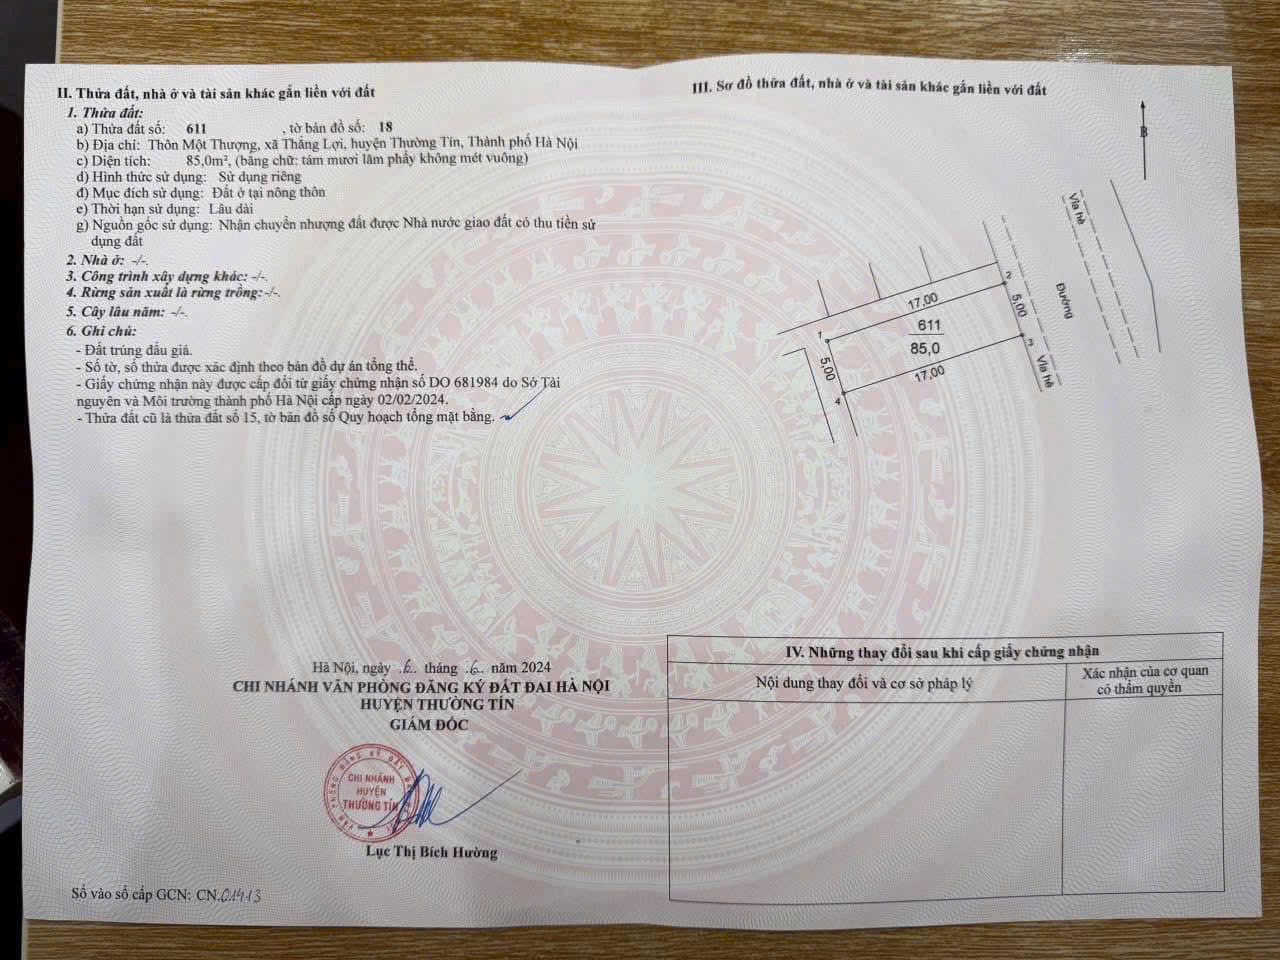 II. Thửa đất, nhà ở và tài sản khác gắn liền với đất
1. Thửa đất:
a) Thửa đất số: 611 , tờ bản đồ số: 18
b) Địa chỉ: Thôn Một Thượng, xã Thắng Lợi, huyện Thường Tín, Thành phố Hà Nội
c) Diện tích: 85,0m², (bằng chữ: tám mươi lăm phẩy không mét vuông)
d) Hình thức sử dụng: Sử dụng riêng
đ) Mục đích sử dụng: Đất ở tại nông thôn
e) Thời hạn sử dụng: Lâu dài
g) Nguồn gốc sử dụng: Nhận chuyển nhượng đất được Nhà nước giao đất có thu tiền sử
dụng đất
2. Nhà ở: -/-.
3. Công trình xây dựng khác: -/-.
4. Rừng sản xuất là rừng trồng:-/-.
5. Cây lâu năm: -/-.
6. Ghi chú:
- Đất trúng đấu giá.
- Số tờ, số thửa được xác định theo bản đồ dự án tổng thể.
- Giấy chứng nhận này được cấp đổi từ giấy chứng nhận số DO 681984 do Sở Tài
nguyên và Môi trường thành phố Hà Nội cấp ngày 02/02/2024.
- Thửa đất cũ là thửa đất số 15, tờ bản đồ số Quy hoạch tổng mặt bằng.
Hà Nội, ngày .6.. tháng .6.. năm 2024
CHI NHÁNH VĂN PHÒNG ĐĂNG KÝ ĐẤT ĐAI HÀ NỘI
HUYỆN THƯỜNG TÍN
GIÁM ĐỐC
VĂN PHÒNG ĐĂNG KÝ ĐẤT
CHI NHÁNH
HUYỆN
THƯỜNG TÍN
Lục Thị Bích Hường
Số vào sổ cấp GCN: CN.01413
III. Sơ đồ thửa đất, nhà ở và tài sản khác gắn liền với đất
B
Vỉa hè
Đường
Vỉa hè
1
2
3
4
17,00
5,00
611
85,0
17,00
5,00
IV. Những thay đổi sau khi cấp giấy chứng nhận
Nội dung thay đổi và cơ sở pháp lý
Xác nhận của cơ quan
có thẩm quyền